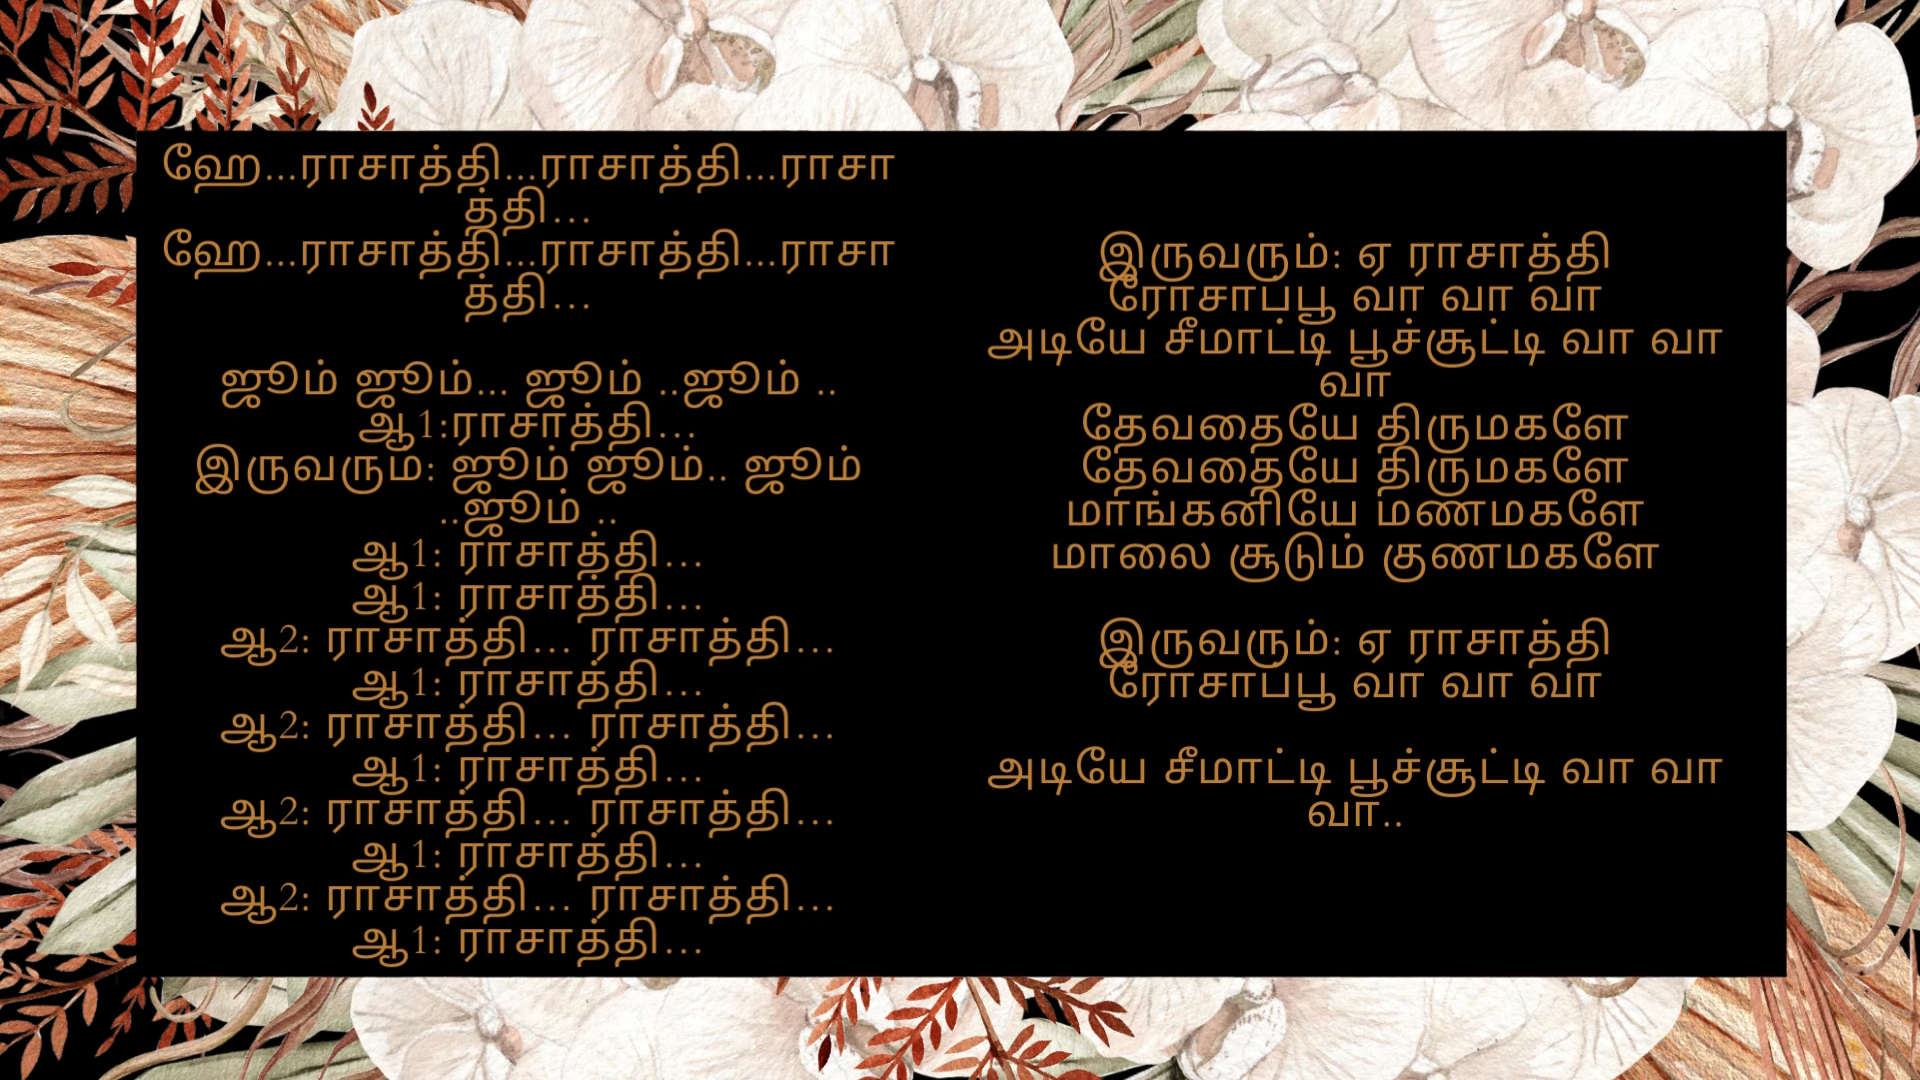 ஹே...ராசாத்தி...ராசாத்தி...ராசா
த்தி...
ஹே...ராசாத்தி...ராசாத்தி...ராசா
த்தி...
ஜூம் ஜூம்... ஜூம் ..ஜூம் ..
ஆ1:ராசாத்தி...
இருவரும்: ஜூம் ஜூம்.. ஜூம்
..ஜூம் ..
ஆ1: ராசாத்தி...
ஆ1: ராசாத்தி...
ஆ2: ராசாத்தி... ராசாத்தி...
ஆ1: ராசாத்தி...
ஆ2: ராசாத்தி... ராசாத்தி...
ஆ1: ராசாத்தி...
ஆ2: ராசாத்தி... ராசாத்தி...
ஆ1: ராசாத்தி...
ஆ2: ராசாத்தி... ராசாத்தி...
ஆ1: ராசாத்தி...
இருவரும்: ஏ ராசாத்தி
ரோசாப்பூ வா வா வா
அடியே சீமாட்டி பூச்சூட்டி வா வா
வா
தேவதையே திருமகளே
தேவதையே திருமகளே
மாங்கனியே மணமகளே
மாலை சூடும் குணமகளே
இருவரும்: ஏ ராசாத்தி
ரோசாப்பூ வா வா வா
அடியே சீமாட்டி பூச்சூட்டி வா வா
வா..